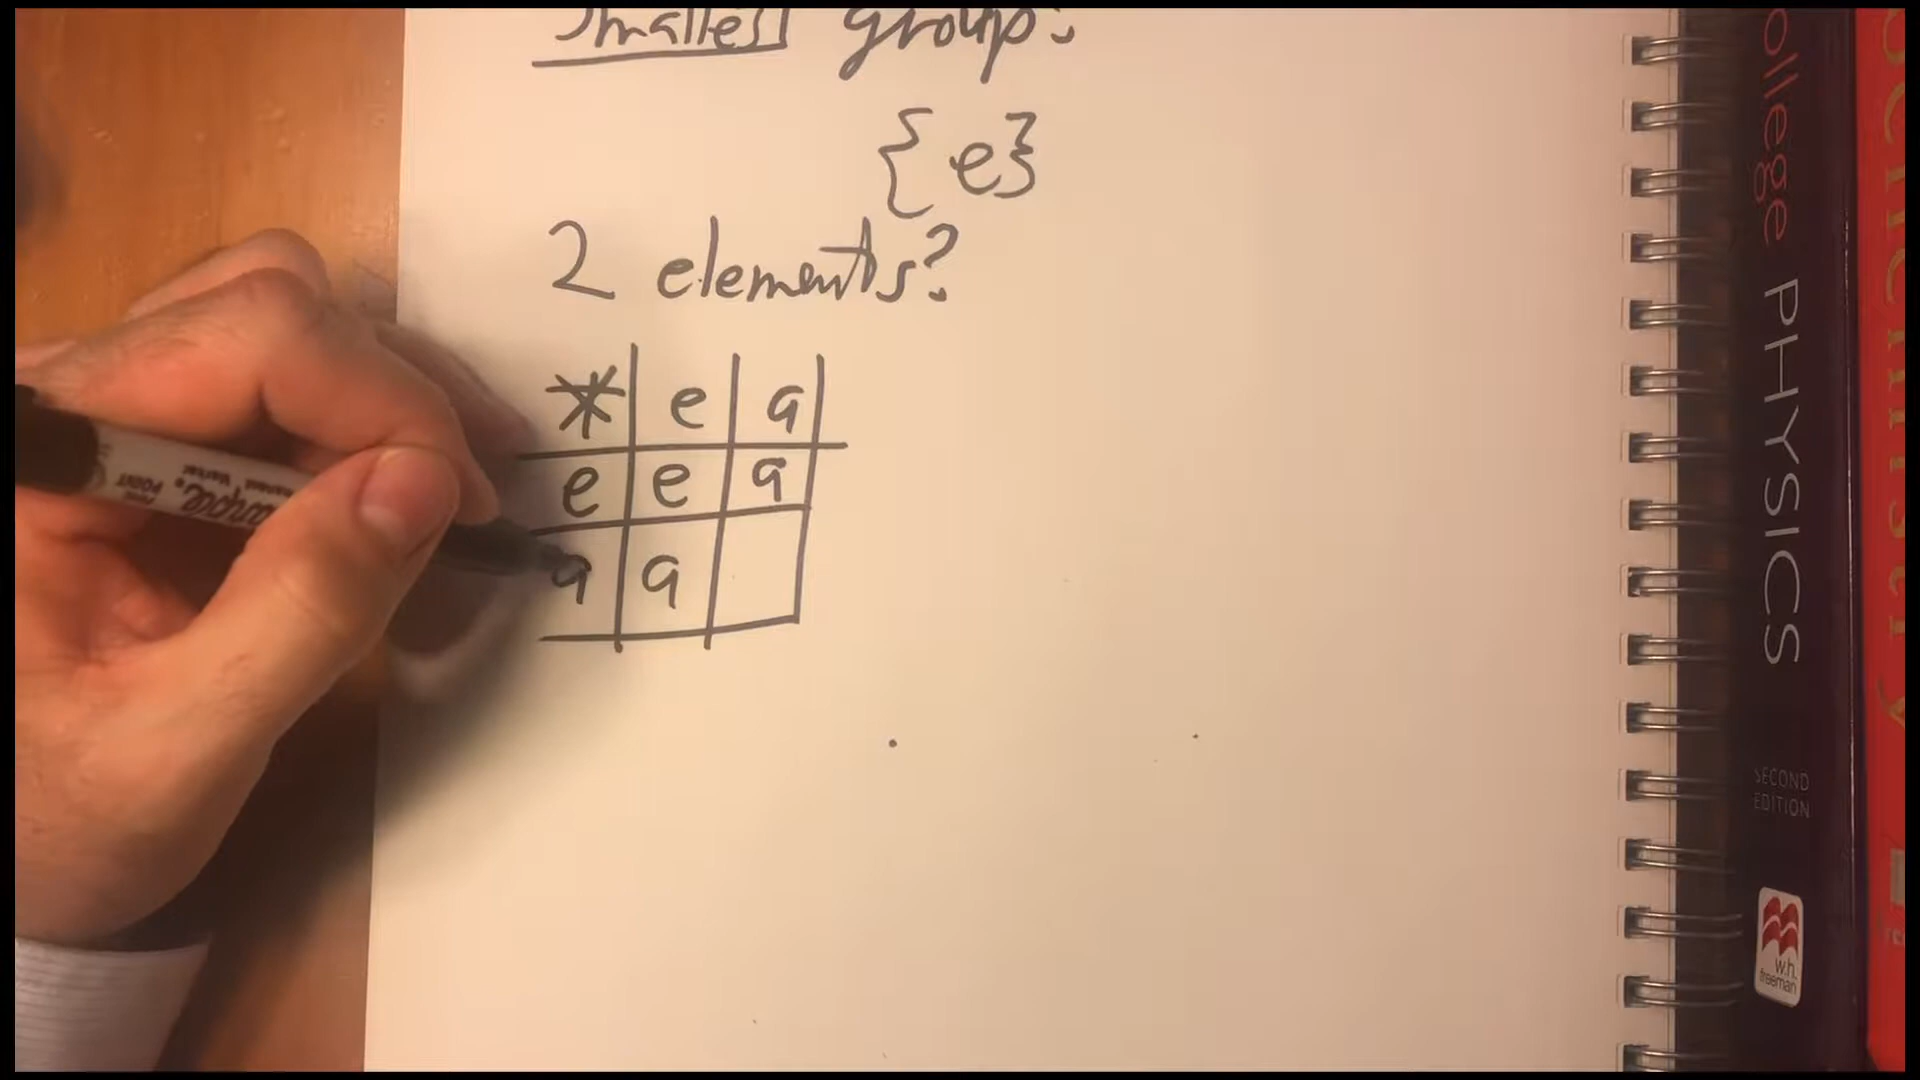 Smallest group:
{e}
2 elements?
* e a
e e a
a a
College PHYSICS
SECOND EDITION
w.h. freeman